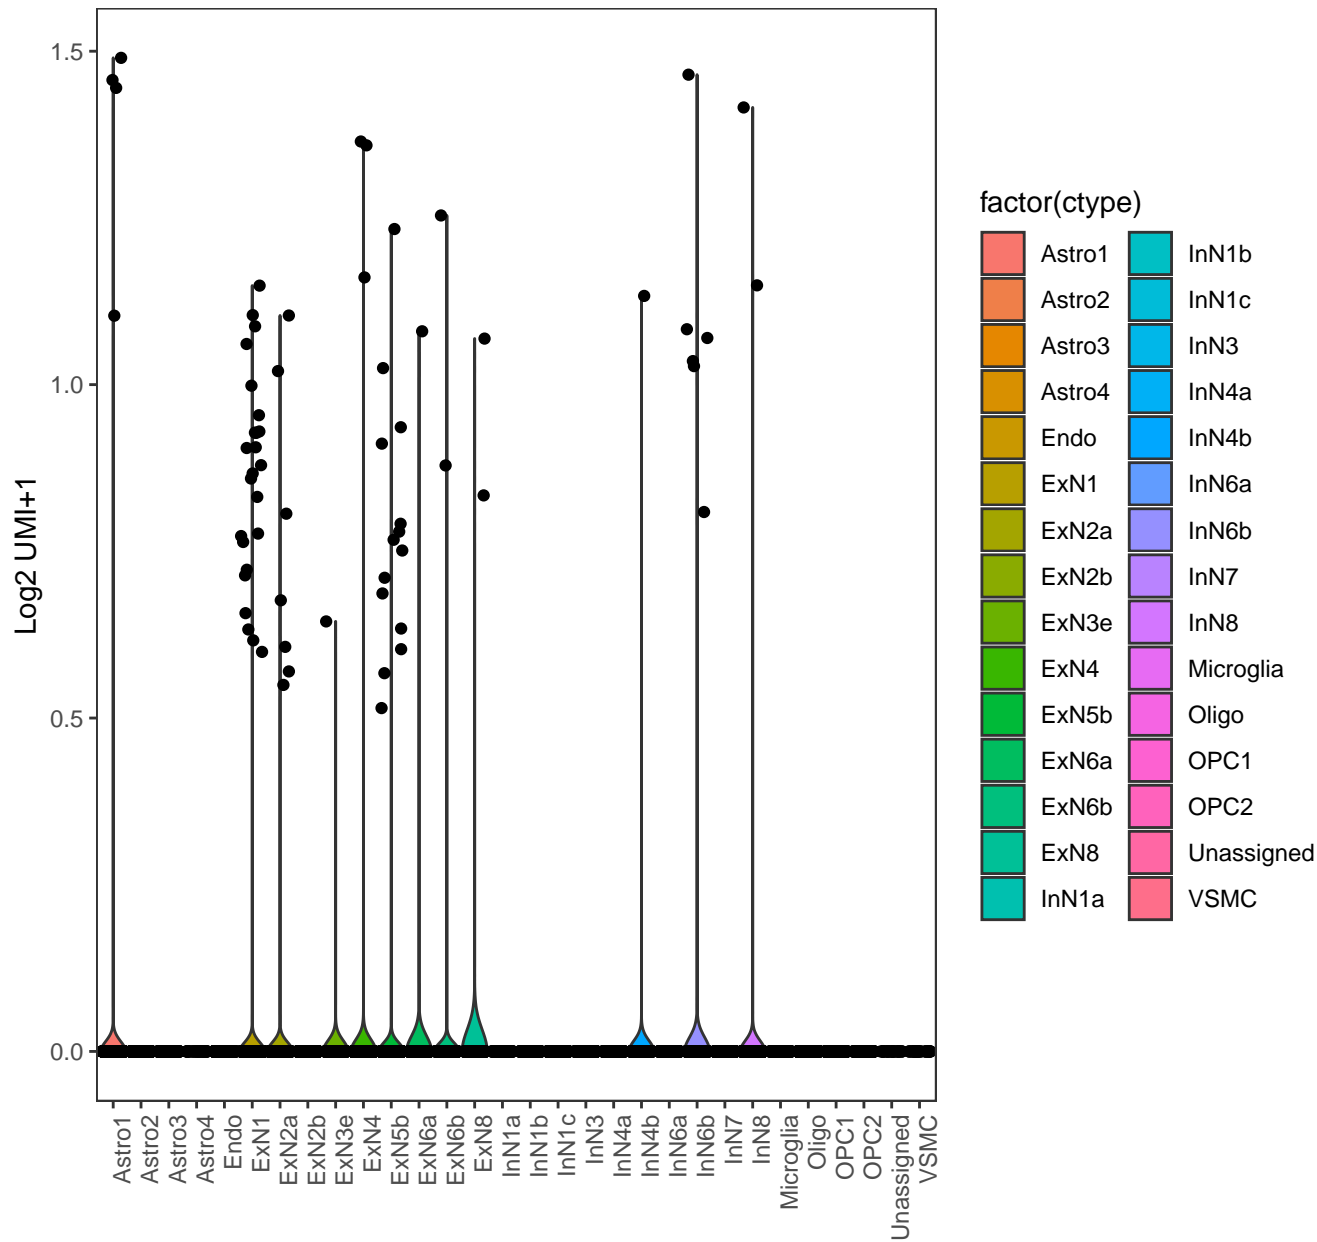 Log2 UMI+1
1.5
1.0
0.5
0.0
Astro1
Astro2
Astro3
Astro4
Endo
ExN1
ExN2a
ExN2b
ExN3e
ExN4
ExN5b
ExN6a
ExN6b
ExN8
InN1a
InN1b
InN1c
InN3
InN4a
InN4b
InN6a
InN6b
InN7
InN8
Microglia
Oligo
OPC1
OPC2
Unassigned
VSMC
factor(ctype)
Astro1
Astro2
Astro3
Astro4
Endo
ExN1
ExN2a
ExN2b
ExN3e
ExN4
ExN5b
ExN6a
ExN6b
ExN8
InN1a
InN1b
InN1c
InN3
InN4a
InN4b
InN6a
InN6b
InN7
InN8
Microglia
Oligo
OPC1
OPC2
Unassigned
VSMC